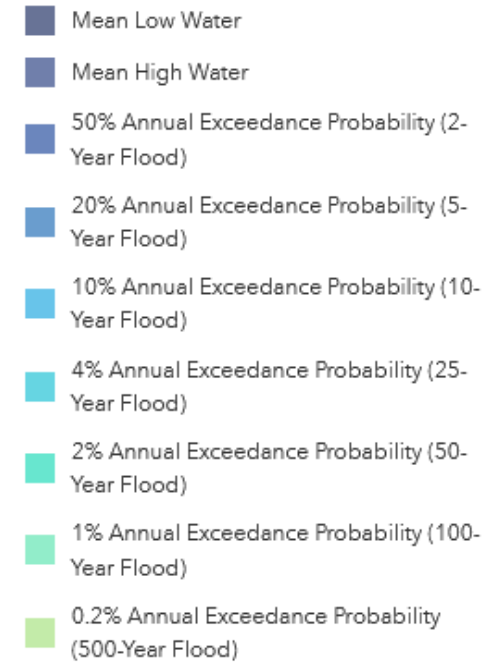 Mean Low Water
Mean High Water
50% Annual Exceedance Probability (2-
Year Flood)
20% Annual Exceedance Probability (5-
Year Flood)
10% Annual Exceedance Probability (10-
Year Flood)
4% Annual Exceedance Probability (25-
Year Flood)
2% Annual Exceedance Probability (50-
Year Flood)
1% Annual Exceedance Probability (100-
Year Flood)
0.2% Annual Exceedance Probability
(500-Year Flood)